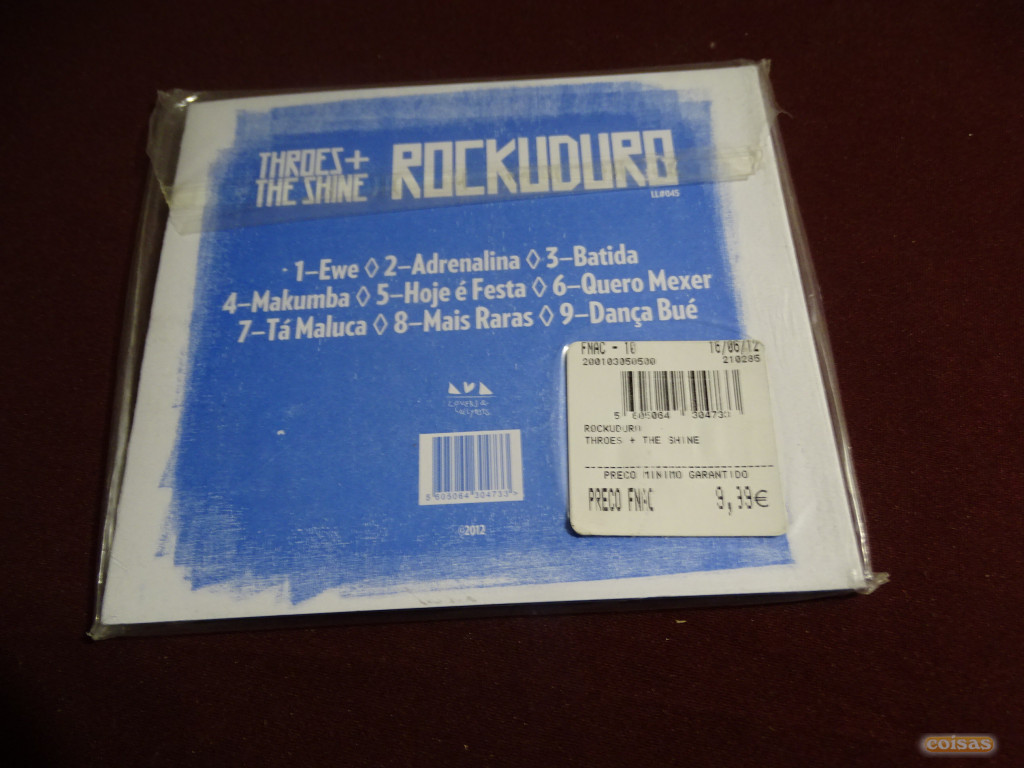 THROES +
THE SHINE
ROCKUDURO
LL#045
1–Ewe ◊ 2–Adrenalina ◊ 3–Batida
4–Makumba ◊ 5–Hoje é Festa ◊ 6–Quero Mexer
7–Tá Maluca ◊ 8–Mais Raras ◊ 9–Dança Bué
FNAC - 10 16/06/12
200103050500 210285
5 605064 304733
ROCKUDURO
THROES + THE SHINE
PRECO MINIMO GARANTIDO
PRECO FNAC 9,99€
5 605064 304733 >
©2012
coisas